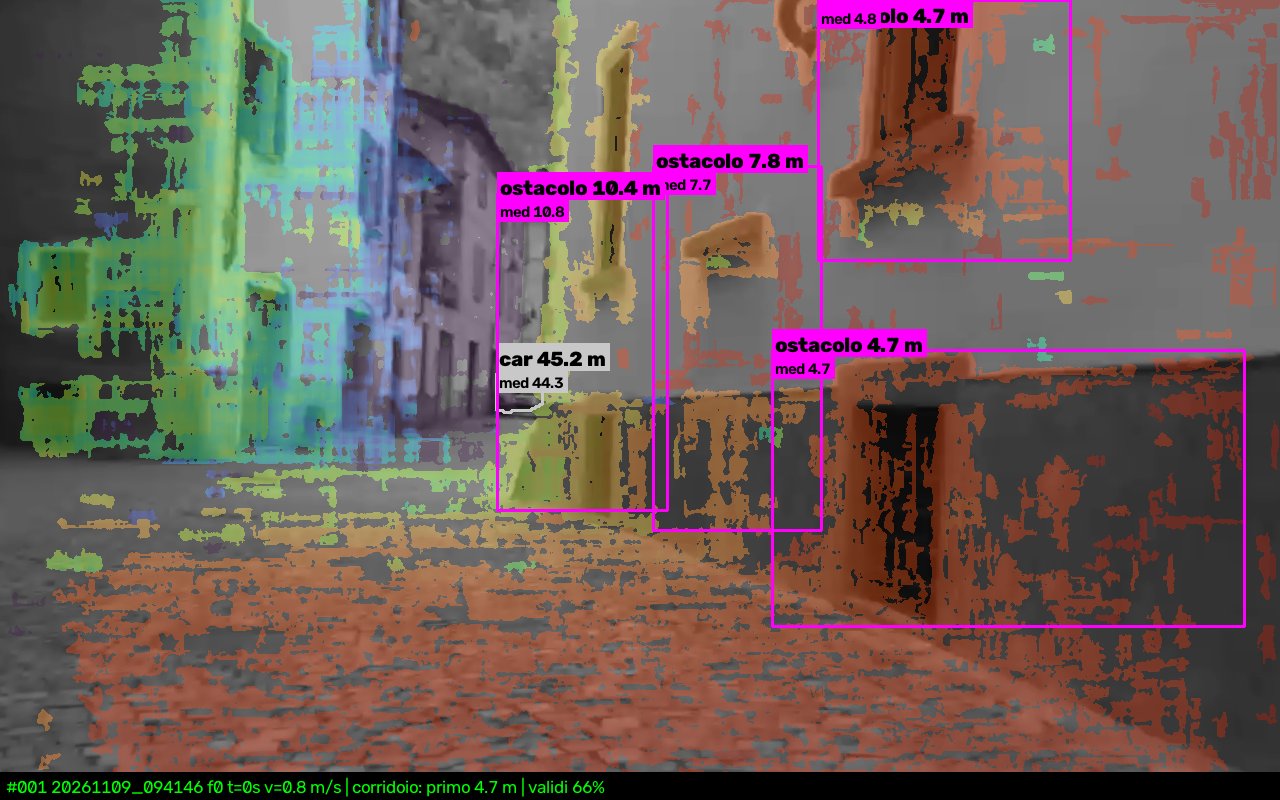 med 4.8 olo 4.7 m
ostacolo 7.8 m
ned 7.7
ostacolo 10.4 m
med 10.8
ostacolo 4.7 m
med 4.7
car 45.2 m
med 44.3
#001 20261109_094146 f0 t=0s v=0.8 m/s | corridoio: primo 4.7 m | validi 66%